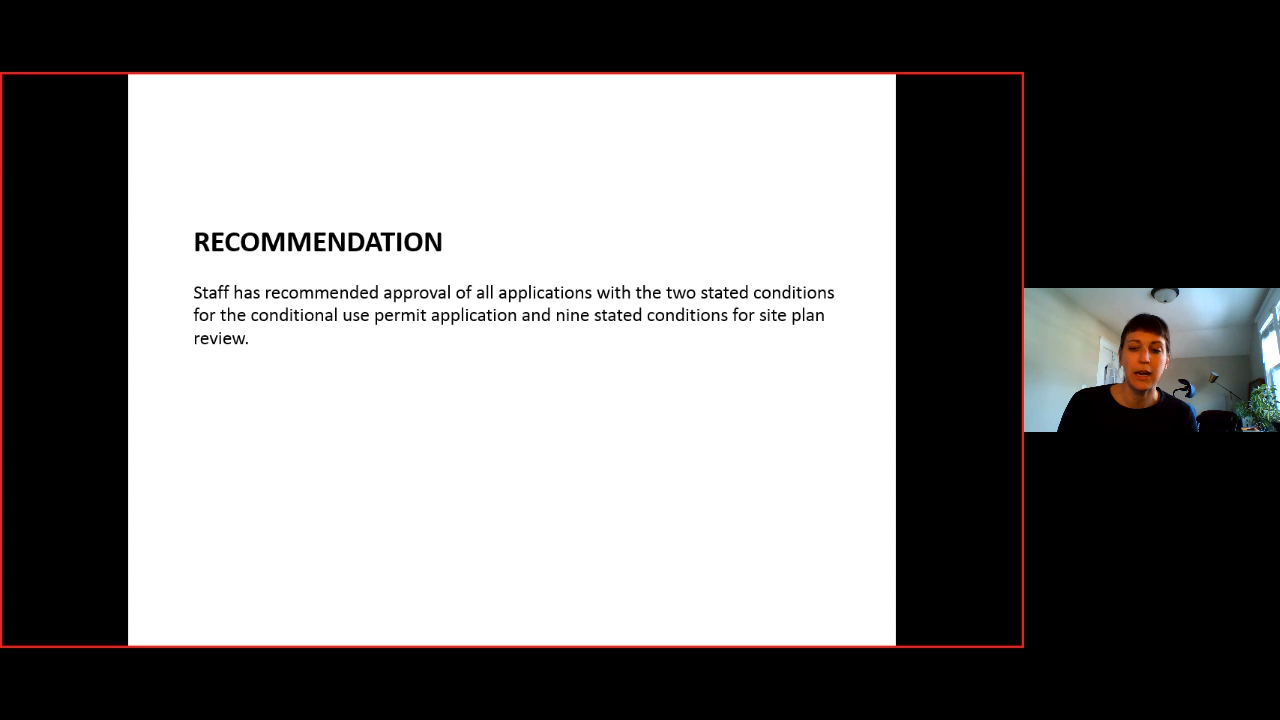 RECOMMENDATION
Staff has recommended approval of all applications with the two stated conditions
for the conditional use permit application and nine stated conditions for site plan
review.